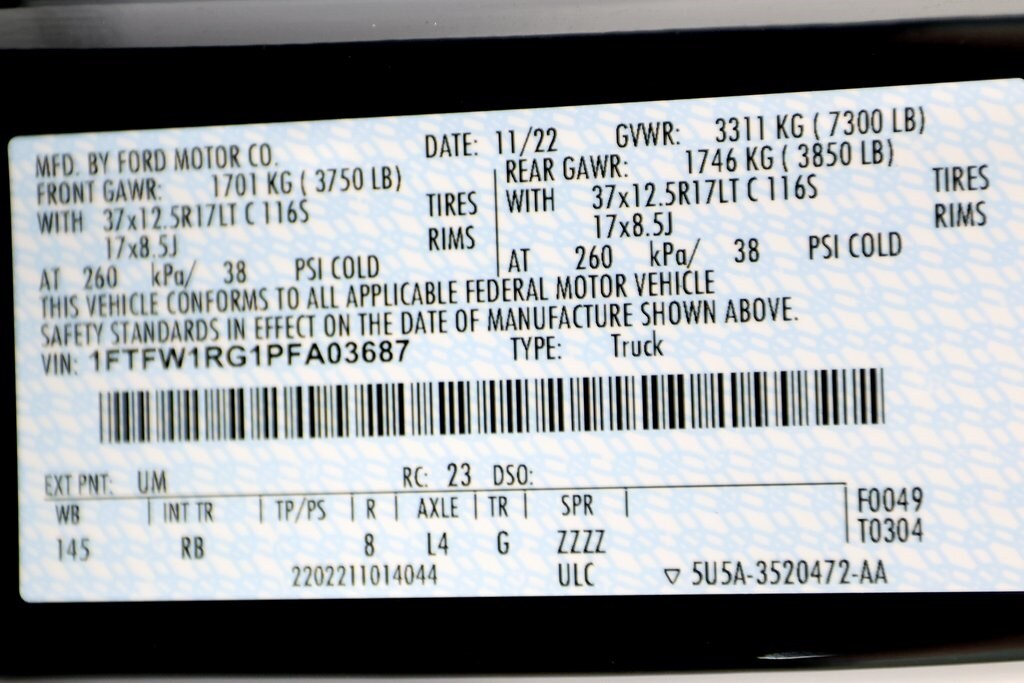 MFD. BY FORD MOTOR CO. DATE: 11/22 GVWR: 3311 KG ( 7300 LB)
FRONT GAWR: 1701 KG ( 3750 LB) REAR GAWR: 1746 KG ( 3850 LB)
WITH 37x12.5R17LT C 116S TIRES WITH 37x12.5R17LT C 116S TIRES
17x8.5J RIMS 17x8.5J RIMS
AT 260 kPa/ 38 PSI COLD AT 260 kPa/ 38 PSI COLD
THIS VEHICLE CONFORMS TO ALL APPLICABLE FEDERAL MOTOR VEHICLE
SAFETY STANDARDS IN EFFECT ON THE DATE OF MANUFACTURE SHOWN ABOVE.
VIN: 1FTFW1RG1PFA03687 TYPE: Truck
EXT PNT: UM RC: 23 DSO:
WB INT TR TP/PS R AXLE TR SPR F0049
145 RB 8 L4 G ZZZZ T0304
2202211014044 ULC ▽ 5U5A-3520472-AA